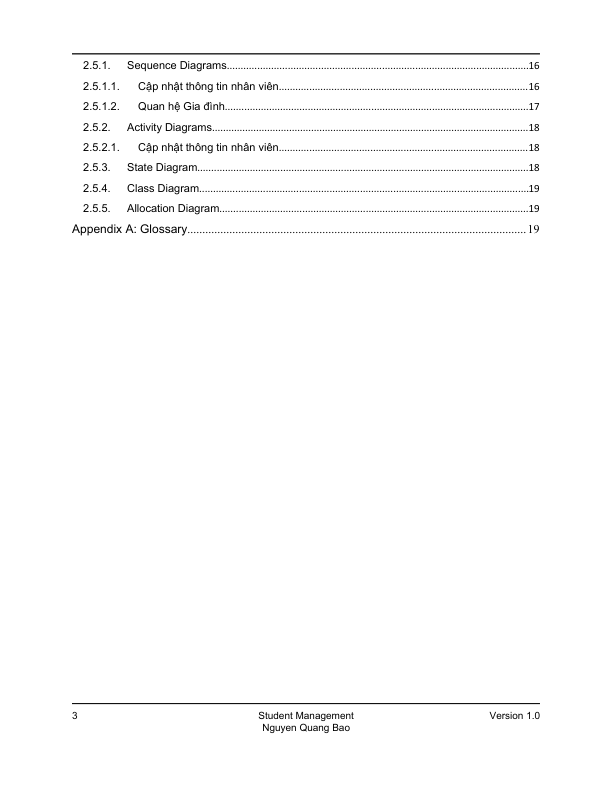 2.5.1. Sequence Diagrams..........16
2.5.1.1. Cập nhật thông tin nhân viên..........16
2.5.1.2. Quan hệ Gia đình..........17
2.5.2. Activity Diagrams..........18
2.5.2.1. Cập nhật thông tin nhân viên..........18
2.5.3. State Diagram..........18
2.5.4. Class Diagram..........19
2.5.5. Allocation Diagram..........19
Appendix A: Glossary..........19
3 Student Management Version 1.0
Nguyen Quang Bao